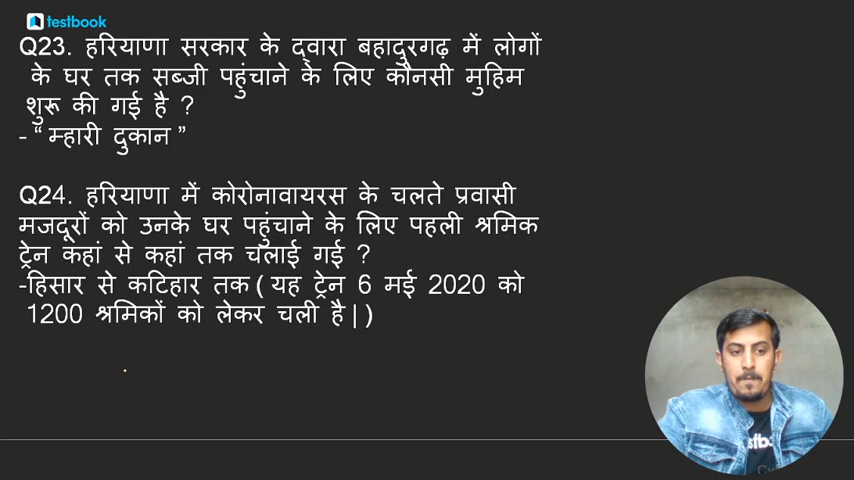 testbook
Q23. हरियाणा सरकार के द्वारा बहादुरगढ़ में लोगों
के घर तक सब्जी पहुंचाने के लिए कौनसी मुहिम
शुरू की गई है ?
- “ म्हारी दुकान ”
Q24. हरियाणा में कोरोनावायरस के चलते प्रवासी
मजदूरों को उनके घर पहुंचाने के लिए पहली श्रमिक
ट्रेन कहां से कहां तक चलाई गई ?
-हिसार से कटिहार तक ( यह ट्रेन 6 मई 2020 को
1200 श्रमिकों को लेकर चली है | )